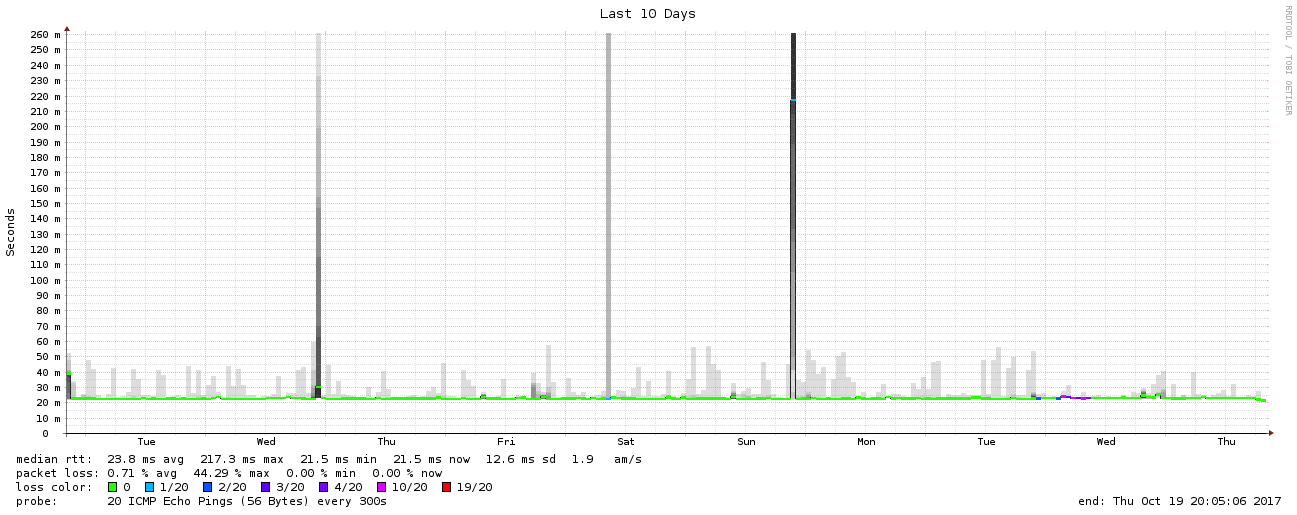 Last 10 Days
RRDTOOL / TOBI OETIKER
Seconds
260 m
250 m
240 m
230 m
220 m
210 m
200 m
190 m
180 m
170 m
160 m
150 m
140 m
130 m
120 m
110 m
100 m
90 m
80 m
70 m
60 m
50 m
40 m
30 m
20 m
10 m
0
Tue Wed Thu Fri Sat Sun Mon Tue Wed Thu
median rtt: 23.8 ms avg 217.3 ms max 21.5 ms min 21.5 ms now 12.6 ms sd 1.9 am/s
packet loss: 0.71 % avg 44.29 % max 0.00 % min 0.00 % now
loss color: 0 1/20 2/20 3/20 4/20 10/20 19/20
probe: 20 ICMP Echo Pings (56 Bytes) every 300s end: Thu Oct 19 20:05:06 2017